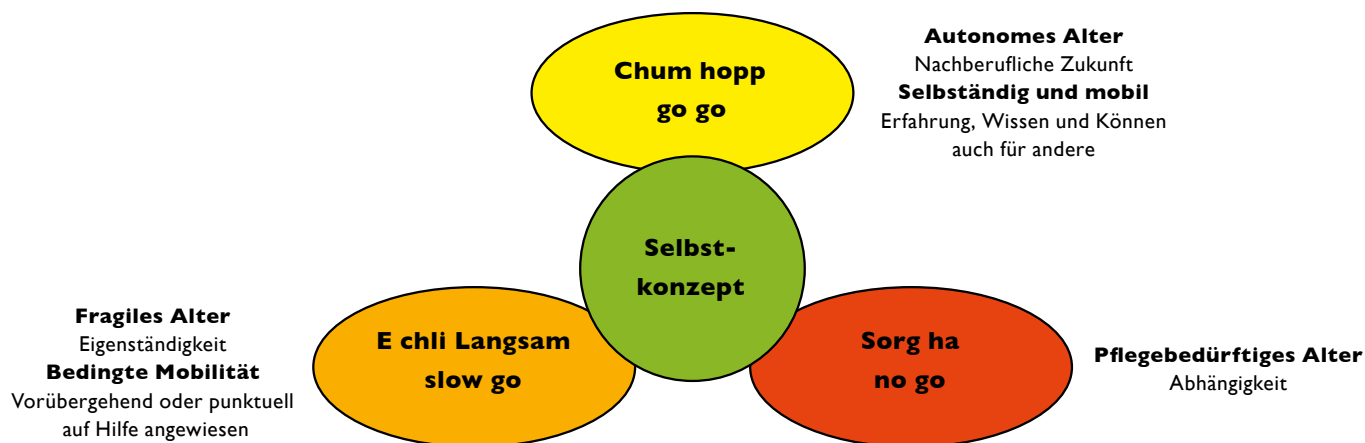 Chum hopp
go go
Autonomes Alter
Nachberufliche Zukunft
Selbständig und mobil
Erfahrung, Wissen und Können
auch für andere
Selbst-
konzept
Fragiles Alter
Eigenständigkeit
Bedingte Mobilität
Vorübergehend oder punktuell
auf Hilfe angewiesen
E chli Langsam
slow go
Sorg ha
no go
Pflegebedürftiges Alter
Abhängigkeit